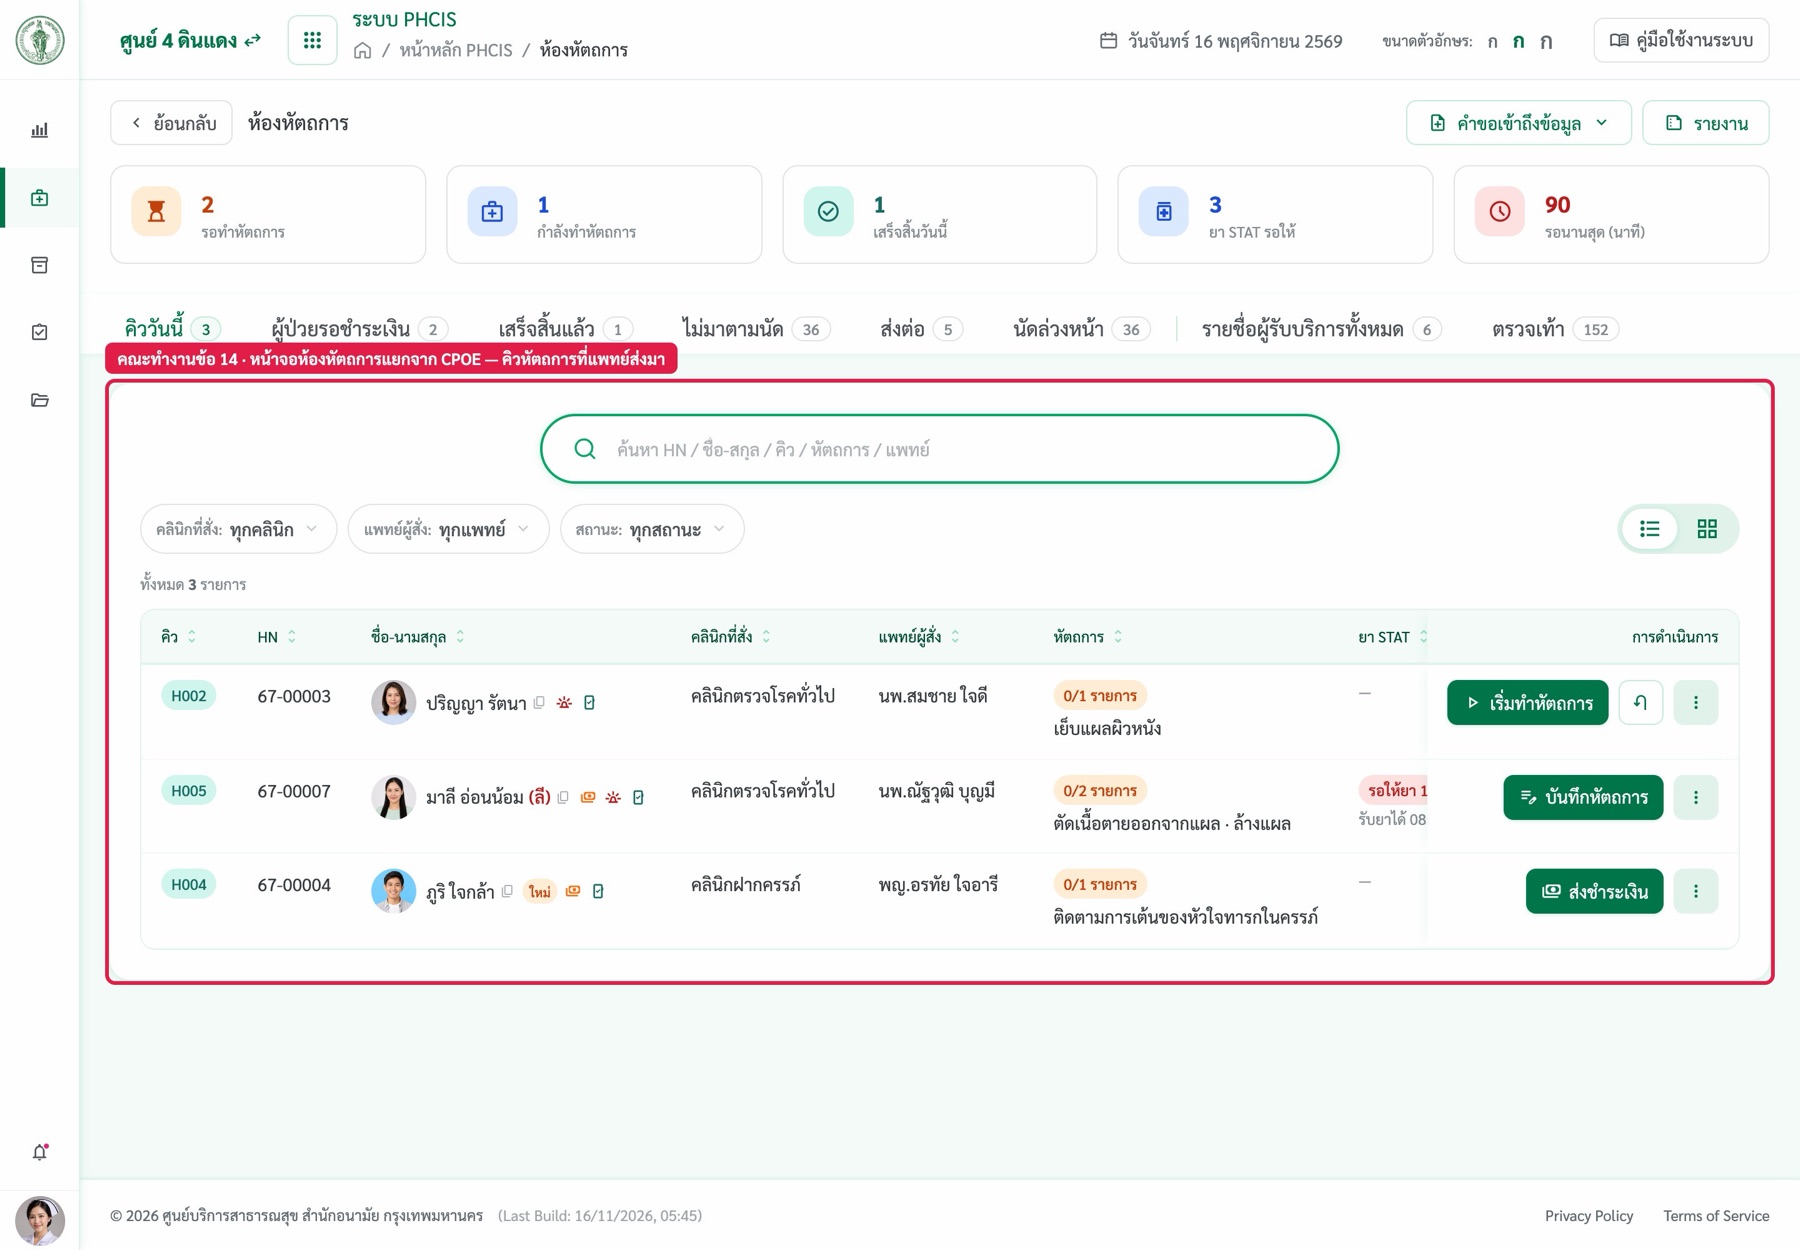 ศูนย์ 4 ดินแดง
ระบบ PHCIS
/ หน้าหลัก PHCIS / ห้องหัตถการ
วันจันทร์ 16 พฤศจิกายน 2569
ขนาดตัวอักษร: ก ก ก
คู่มือใช้งานระบบ
ย้อนกลับ
ห้องหัตถการ
คำขอเข้าถึงข้อมูล
รายงาน
2
รอทำหัตถการ
1
กำลังทำหัตถการ
1
เสร็จสิ้นวันนี้
3
ยา STAT รอให้
90
รอนานสุด (นาที)
คิววันนี้ 3
ผู้ป่วยรอชำระเงิน 2
เสร็จสิ้นแล้ว 1
ไม่มาตามนัด 36
ส่งต่อ 5
นัดล่วงหน้า 36
รายชื่อผู้รับบริการทั้งหมด 6
ตรวจเท้า 152
คณะทำงานข้อ 14 · หน้าจอห้องหัตถการแยกจาก CPOE — คิวหัตถการที่แพทย์ส่งมา
ค้นหา HN / ชื่อ-สกุล / คิว / หัตถการ / แพทย์
คลินิกที่สั่ง: ทุกคลินิก
แพทย์ผู้สั่ง: ทุกแพทย์
สถานะ: ทุกสถานะ
ทั้งหมด 3 รายการ
คิว HN ชื่อ-นามสกุล คลินิกที่สั่ง แพทย์ผู้สั่ง หัตถการ ยา STAT การดำเนินการ
H002 67-00003 ปริญญา รัตนา คลินิกตรวจโรคทั่วไป นพ.สมชาย ใจดี 0/1 รายการ — เริ่มทำหัตถการ
เย็บแผลผิวหนัง
H005 67-00007 มาลี อ่อนน้อม (ลี) คลินิกตรวจโรคทั่วไป นพ.ณัฐวุฒิ บุญมี 0/2 รายการ รอให้ยา 1 บันทึกหัตถการ
ตัดเนื้อตายออกจากแผล · ล้างแผล รับยาได้ 08
H004 67-00004 ภูริ ใจกล้า ใหม่ คลินิกฝากครรภ์ พญ.อรทัย ใจอารี 0/1 รายการ — ส่งชำระเงิน
ติดตามการเต้นของหัวใจทารกในครรภ์
© 2026 ศูนย์บริการสาธารณสุข สำนักอนามัย กรุงเทพมหานคร (Last Build: 16/11/2026, 05:45)
Privacy Policy Terms of Service